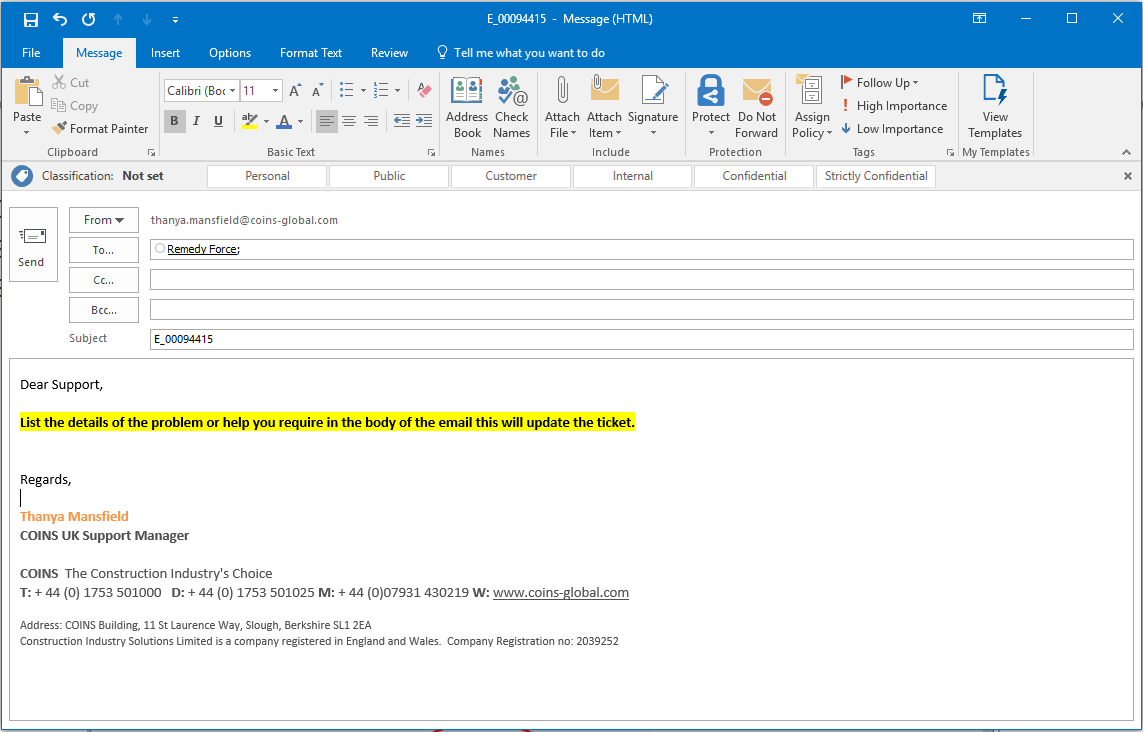 E_00094415 - Message (HTML)
File Message Insert Options Format Text Review Tell me what you want to do
Paste
Cut
Copy
Format Painter
Clipboard
Calibri (Boc 11
B I U
Basic Text
Address Book
Check Names
Names
Attach File
Attach Item
Signature
Include
Protect
Do Not Forward
Protection
Assign Policy
Follow Up
High Importance
Low Importance
Tags
View Templates
My Templates
Classification: Not set Personal Public Customer Internal Confidential Strictly Confidential
Send
From thanya.mansfield@coins-global.com
To... Remedy Force;
Cc...
Bcc...
Subject E_00094415
Dear Support,
List the details of the problem or help you require in the body of the email this will update the ticket.
Regards,
Thanya Mansfield
COINS UK Support Manager
COINS The Construction Industry's Choice
T: + 44 (0) 1753 501000 D: + 44 (0) 1753 501025 M: + 44 (0)07931 430219 W: www.coins-global.com
Address: COINS Building, 11 St Laurence Way, Slough, Berkshire SL1 2EA
Construction Industry Solutions Limited is a company registered in England and Wales. Company Registration no: 2039252